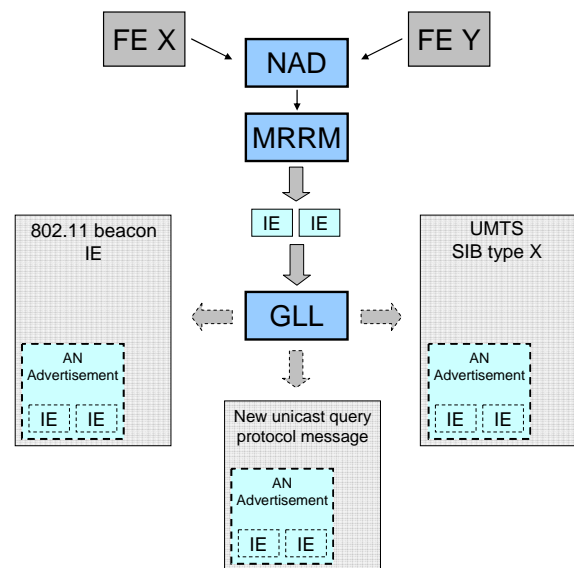 FE X
FE Y
NAD
MRRM
IE IE
802.11 beacon
IE
UMTS
SIB type X
GLL
AN
Advertisement
IE IE
AN
Advertisement
IE IE
New unicast query
protocol message
AN
Advertisement
IE IE